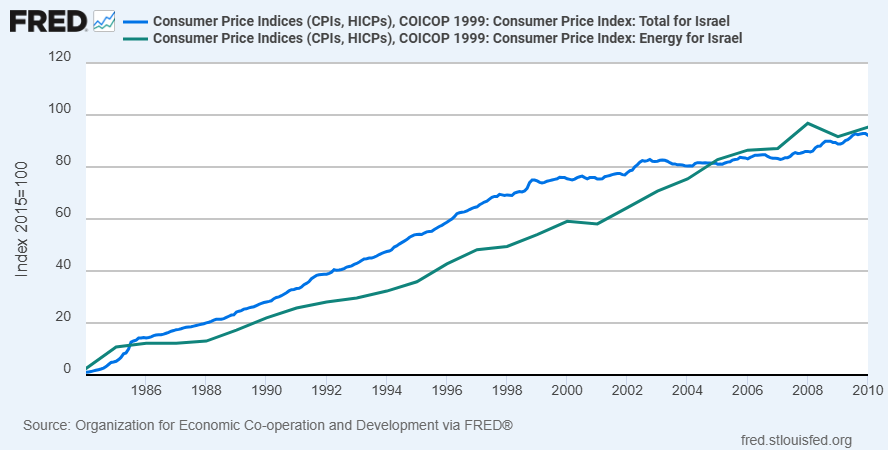 FRED
Consumer Price Indices (CPIs, HICPs), COICOP 1999: Consumer Price Index: Total for Israel
Consumer Price Indices (CPIs, HICPs), COICOP 1999: Consumer Price Index: Energy for Israel
120
100
80
60
40
20
0
Index 2015=100
1986 1988 1990 1992 1994 1996 1998 2000 2002 2004 2006 2008 2010
Source: Organization for Economic Co-operation and Development via FRED®
fred.stlouisfed.org